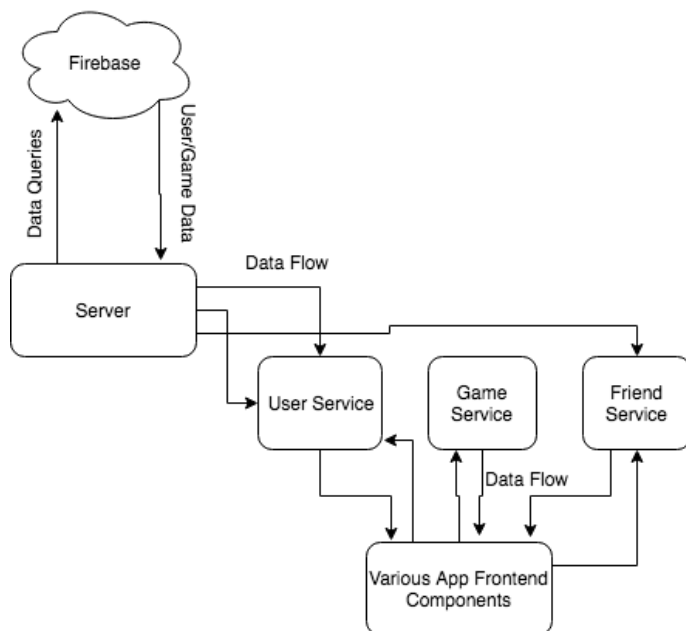 Firebase
Data Queries
User/Game Data
Data Flow
Server
User Service
Game
Service
Friend
Service
Data Flow
Various App Frontend
Components